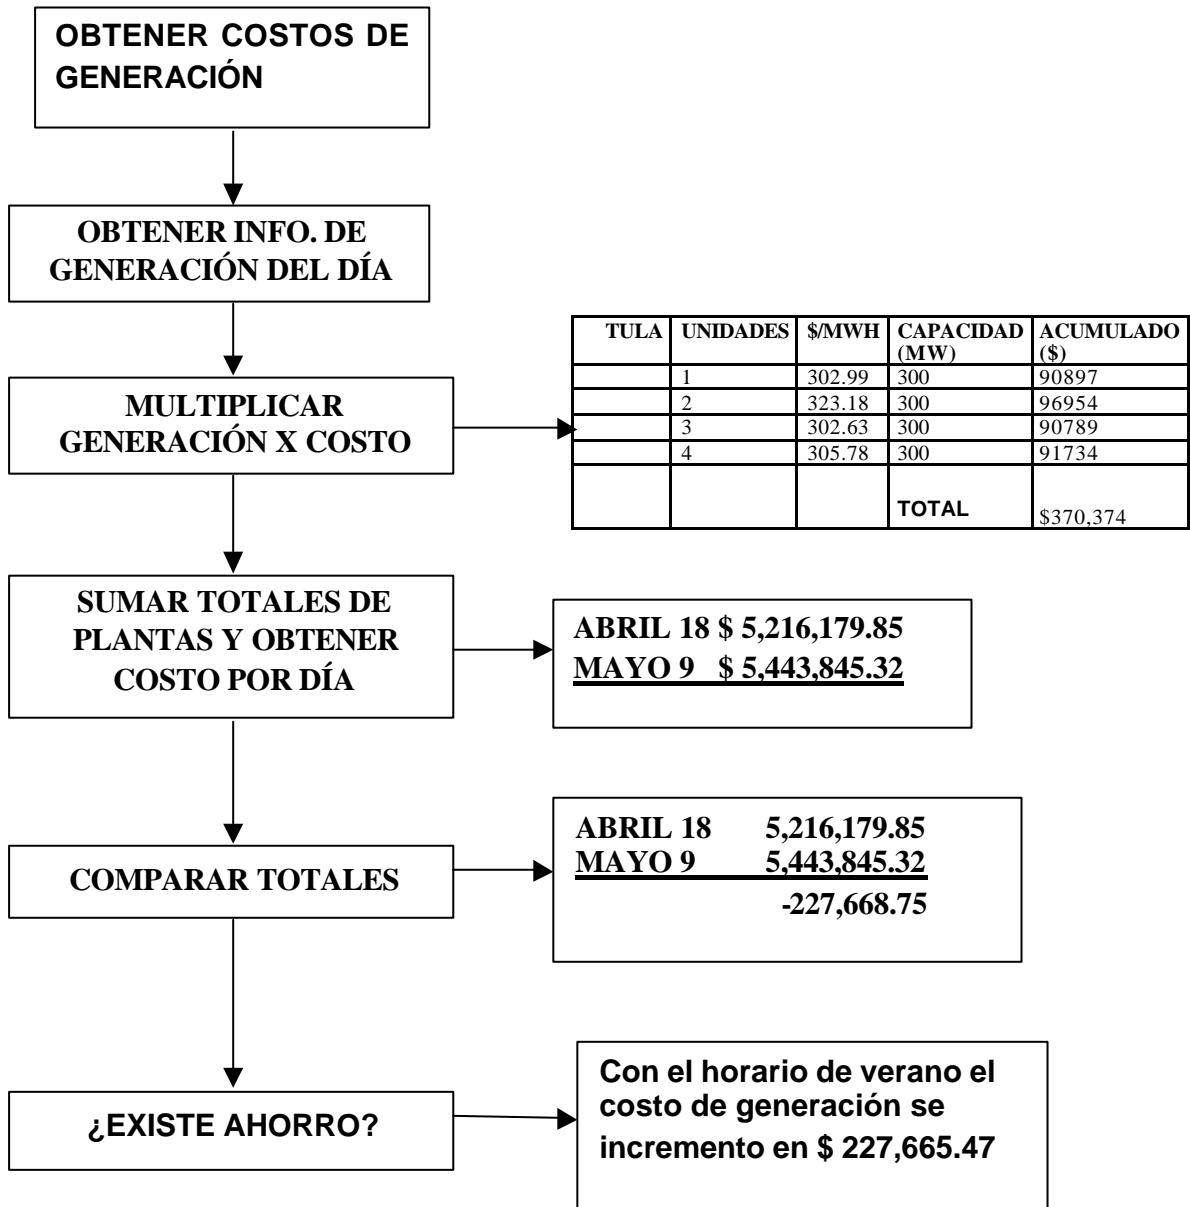 OBTENER COSTOS DE
GENERACIÓN
OBTENER INFO. DE
GENERACIÓN DEL DÍA
MULTIPLICAR
GENERACIÓN X COSTO
TULA UNIDADES $/MWH CAPACIDAD ACUMULADO
(MW) ($)
1 302.99 300 90897
2 323.18 300 96954
3 302.63 300 90789
4 305.78 300 91734
TOTAL $370,374
SUMAR TOTALES DE
PLANTAS Y OBTENER
COSTO POR DÍA
ABRIL 18 $ 5,216,179.85
MAYO 9 $ 5,443,845.32
COMPARAR TOTALES
ABRIL 18 5,216,179.85
MAYO 9 5,443,845.32
-227,668.75
¿EXISTE AHORRO?
Con el horario de verano el
costo de generación se
incremento en $ 227,665.47